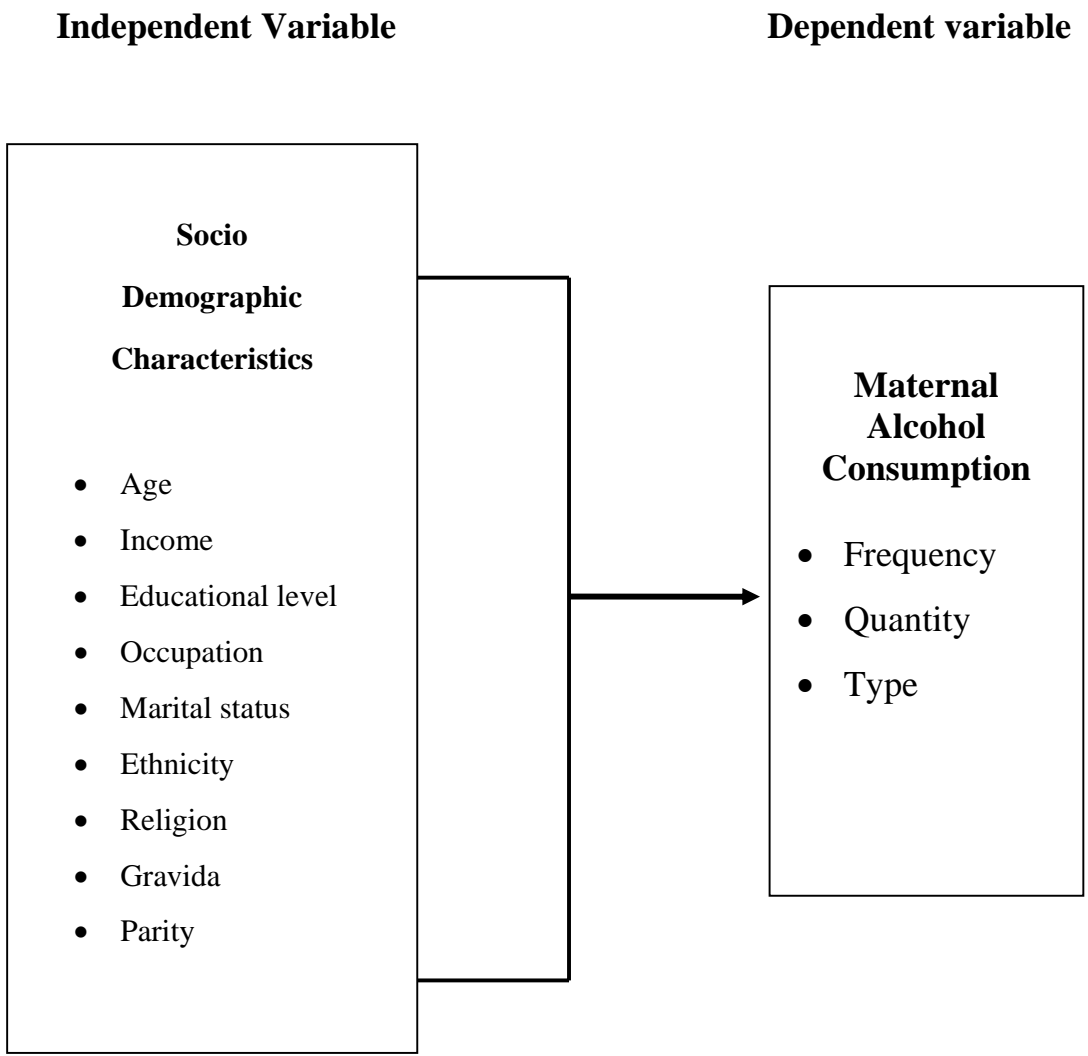 Independent Variable
Dependent variable
Socio
Demographic
Characteristics
• Age
• Income
• Educational level
• Occupation
• Marital status
• Ethnicity
• Religion
• Gravida
• Parity
Maternal
Alcohol
Consumption
• Frequency
• Quantity
• Type